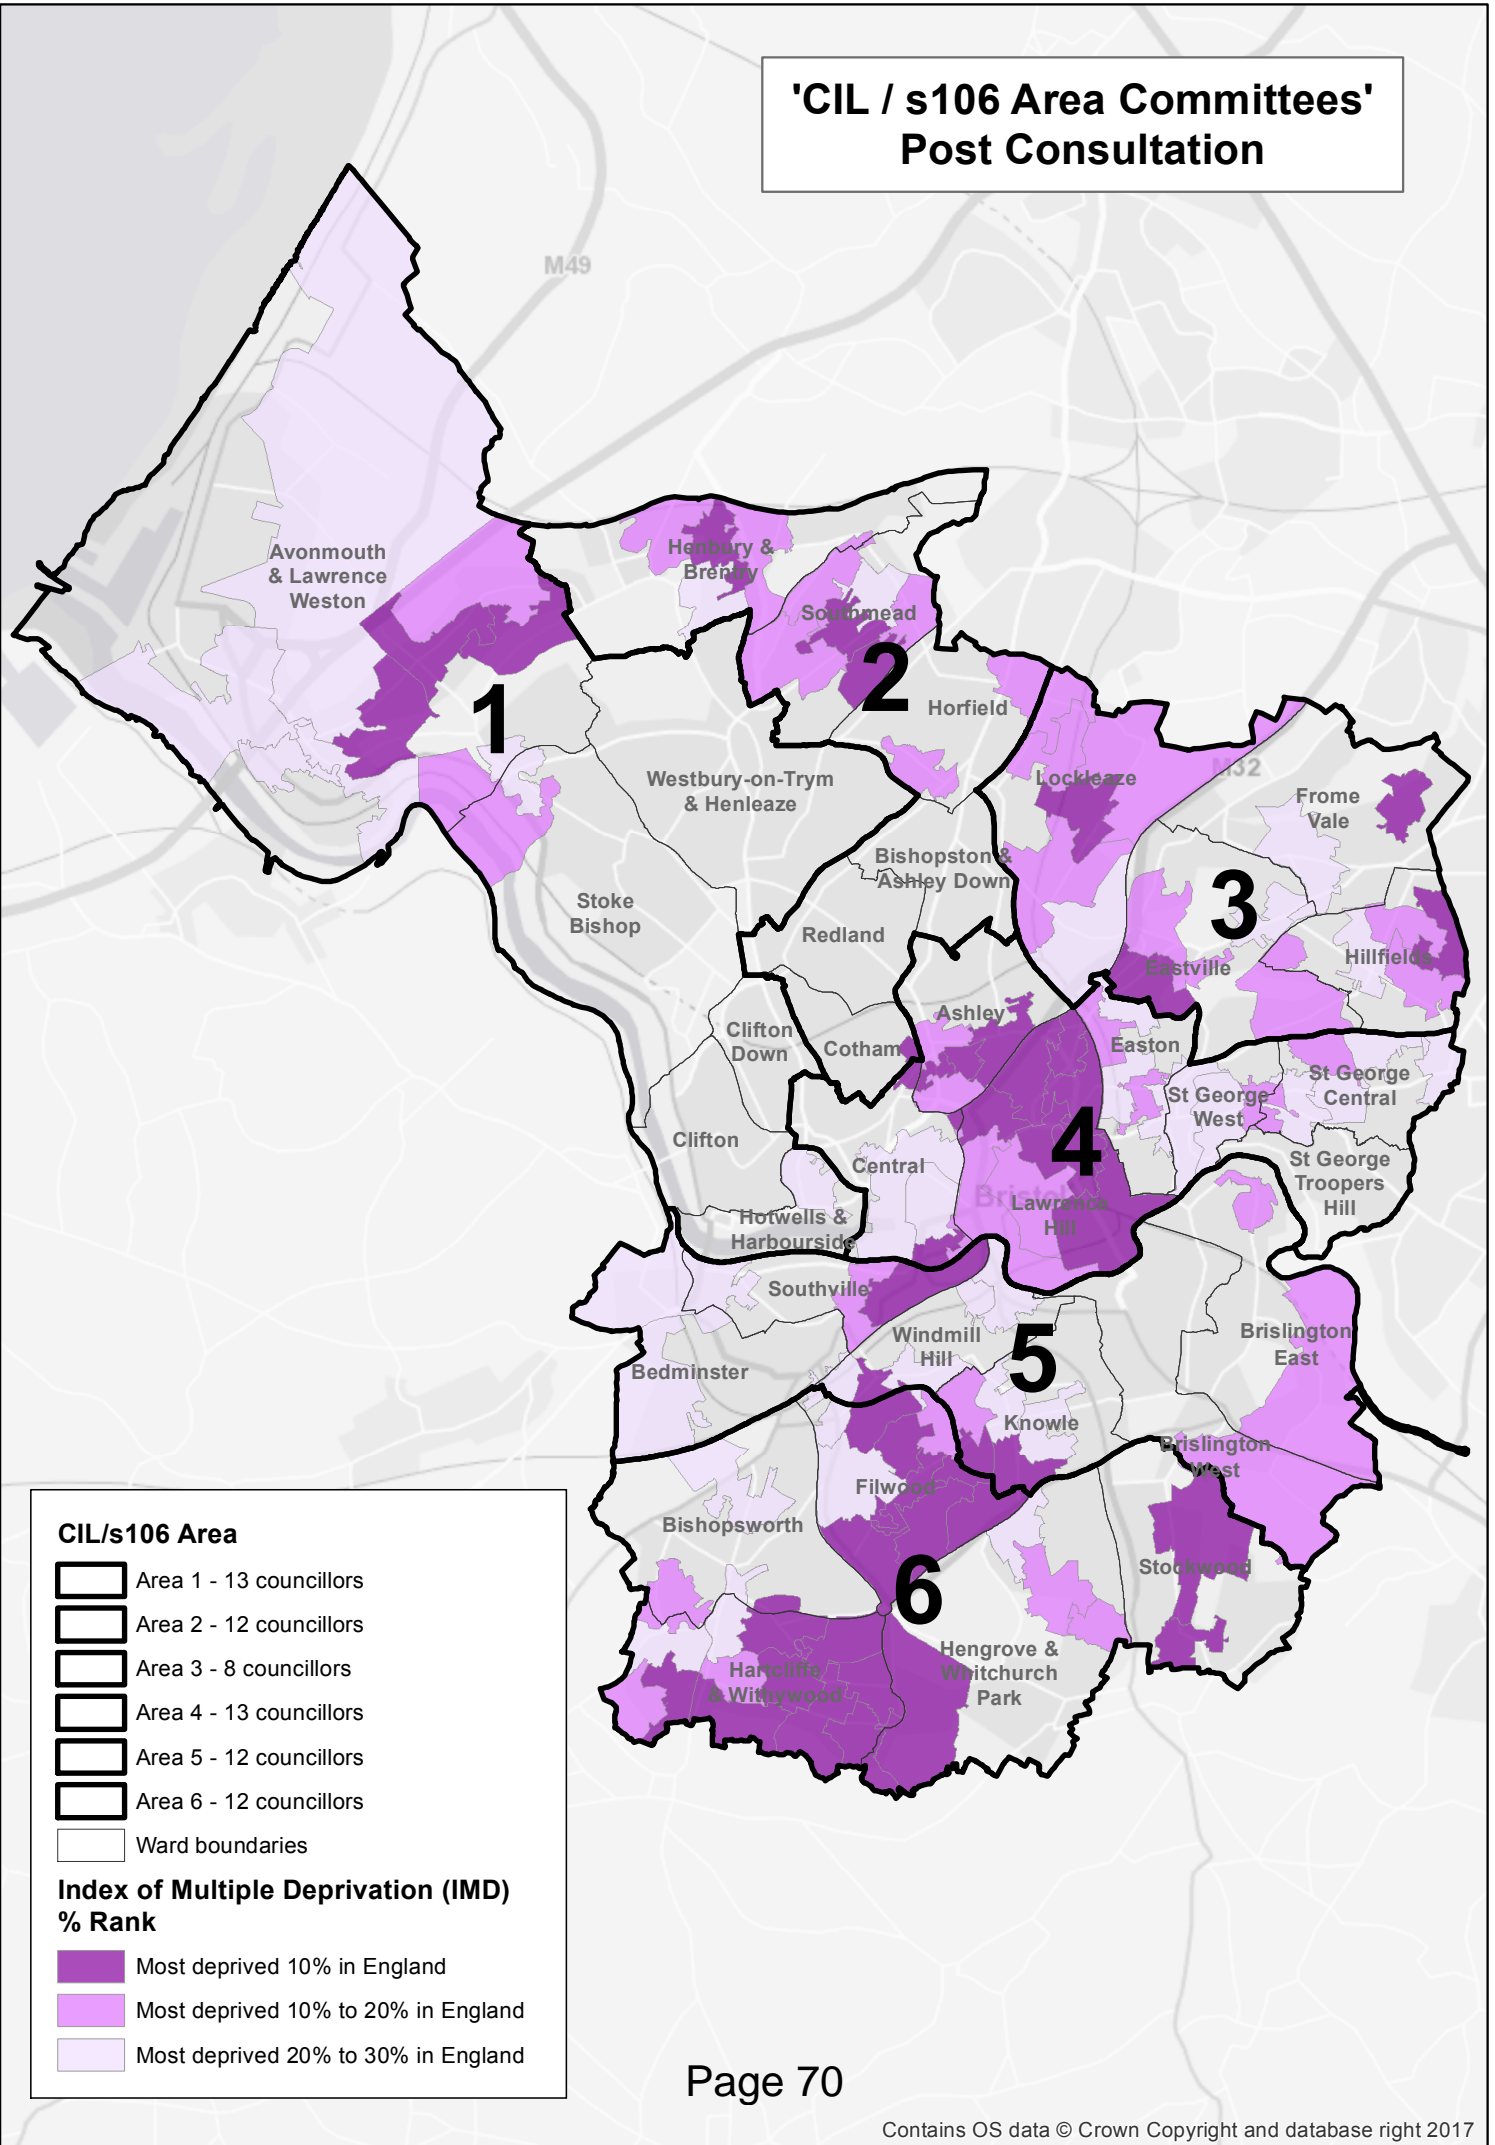 'CIL / s106 Area Committees'
Post Consultation
M49
Avonmouth
& Lawrence
Weston
Henbury &
Brentry
Southmead
2
Horfield
1
Westbury-on-Trym
& Henleaze
Lockleaze
M32
Frome
Vale
Bishopston &
Ashley Down
3
Stoke
Bishop
Redland
Hillfields
Eastville
Ashley
Clifton
Down
Cotham
Easton
St George
Central
St George
West
Clifton
4
Central
St George
Troopers
Hill
Bristol
Lawrence
Hill
Hotwells &
Harbourside
Southville
Windmill
Hill
5
Brislington
East
Bedminster
Knowle
Brislington
West
Filwood
Bishopsworth
6
Stockwood
Hengrove &
Whitchurch
Park
Hartcliffe
& Withywood
CIL/s106 Area
Area 1 - 13 councillors
Area 2 - 12 councillors
Area 3 - 8 councillors
Area 4 - 13 councillors
Area 5 - 12 councillors
Area 6 - 12 councillors
Ward boundaries
Index of Multiple Deprivation (IMD)
% Rank
Most deprived 10% in England
Most deprived 10% to 20% in England
Most deprived 20% to 30% in England
Page 70
Contains OS data © Crown Copyright and database right 2017